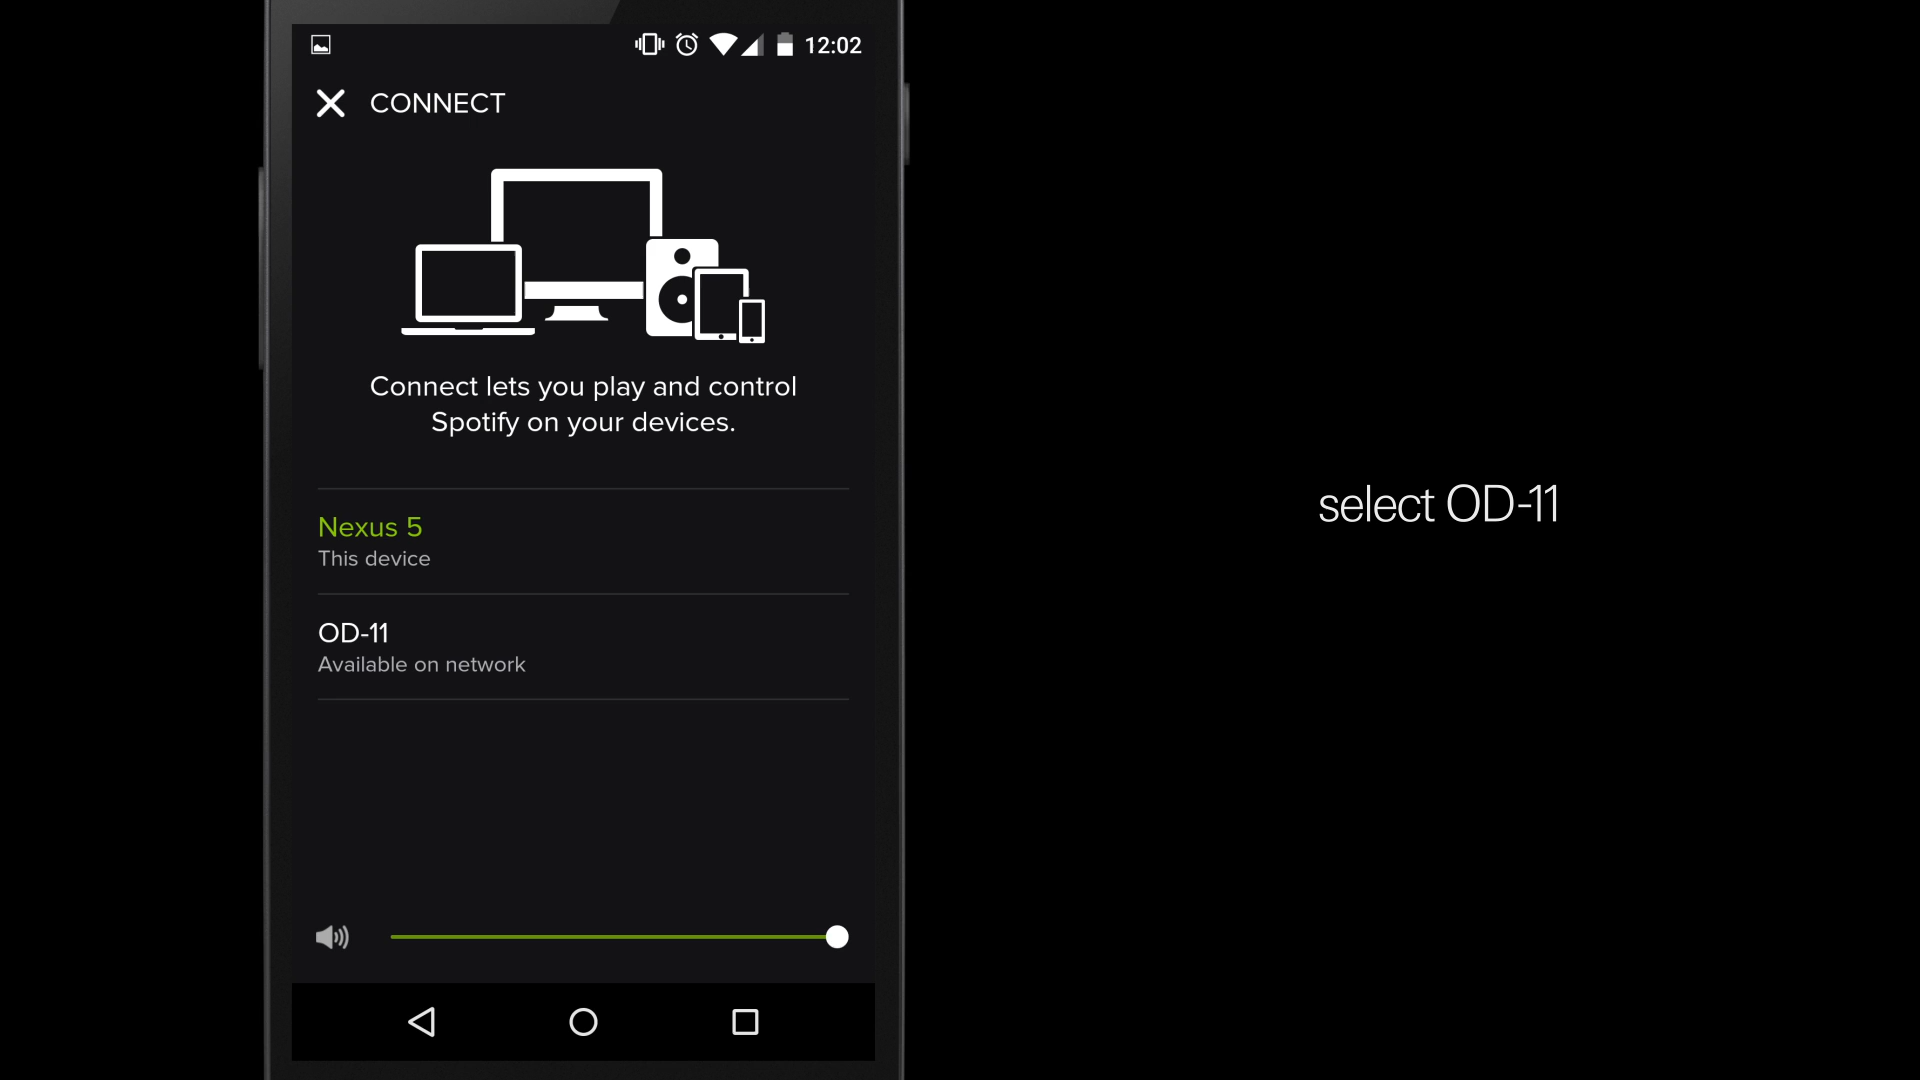 12:02
CONNECT
Connect lets you play and control
Spotify on your devices.
Nexus 5
This device
OD-11
Available on network
select OD-11